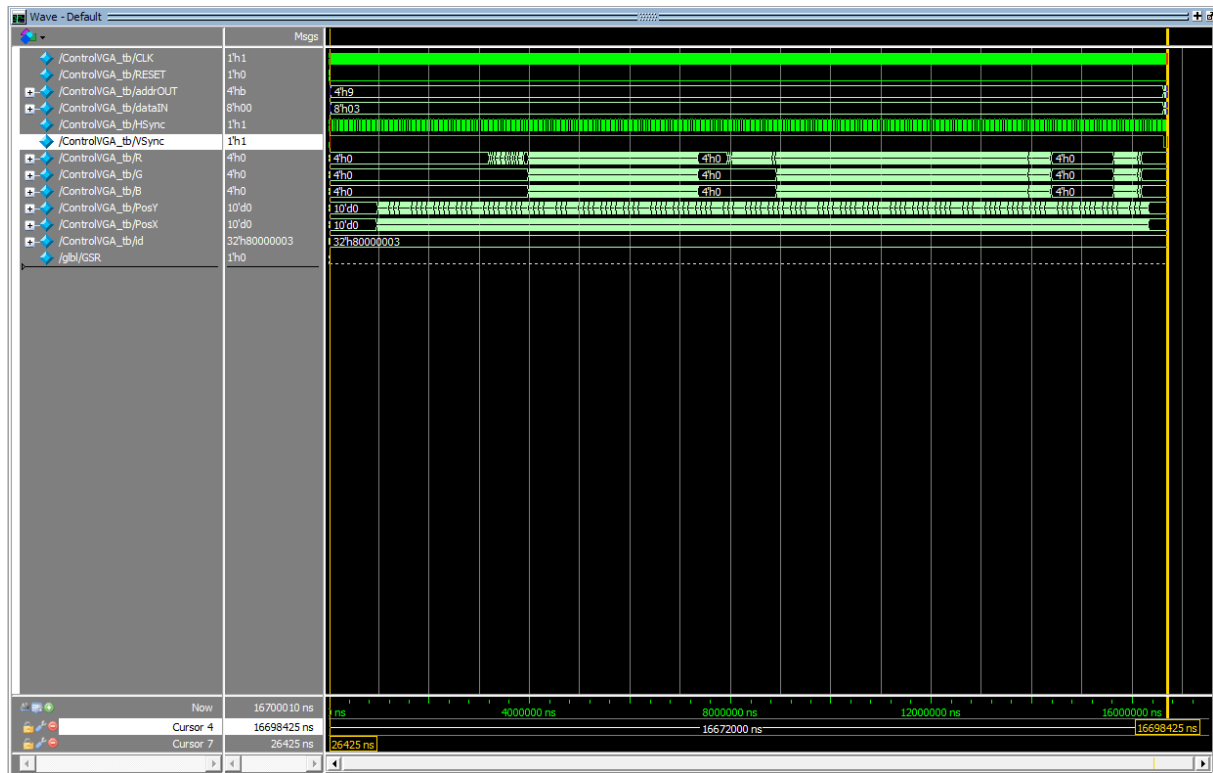 Wave - Default
Msgs
/ControlVGA_tb/CLK 1'h1
/ControlVGA_tb/RESET 1'h0
/ControlVGA_tb/addrOUT 4'hb 4'h9
/ControlVGA_tb/dataIN 8'h00 8'h03
/ControlVGA_tb/HSync 1'h1
/ControlVGA_tb/VSync 1'h1
/ControlVGA_tb/R 4'h0 4'h0 4'h0 4'h0
/ControlVGA_tb/G 4'h0 4'h0 4'h0 4'h0
/ControlVGA_tb/B 4'h0 4'h0 4'h0 4'h0
/ControlVGA_tb/PosY 10'd0 10'd0
/ControlVGA_tb/PosX 10'd0 10'd0
/ControlVGA_tb/id 32'h80000003 32'h80000003
/glbl/GSR 1'h0
Now 16700010 ns ns 4000000 ns 8000000 ns 12000000 ns 16000000 ns
Cursor 4 16698425 ns 16672000 ns 16698425 ns
Cursor 7 26425 ns 26425 ns